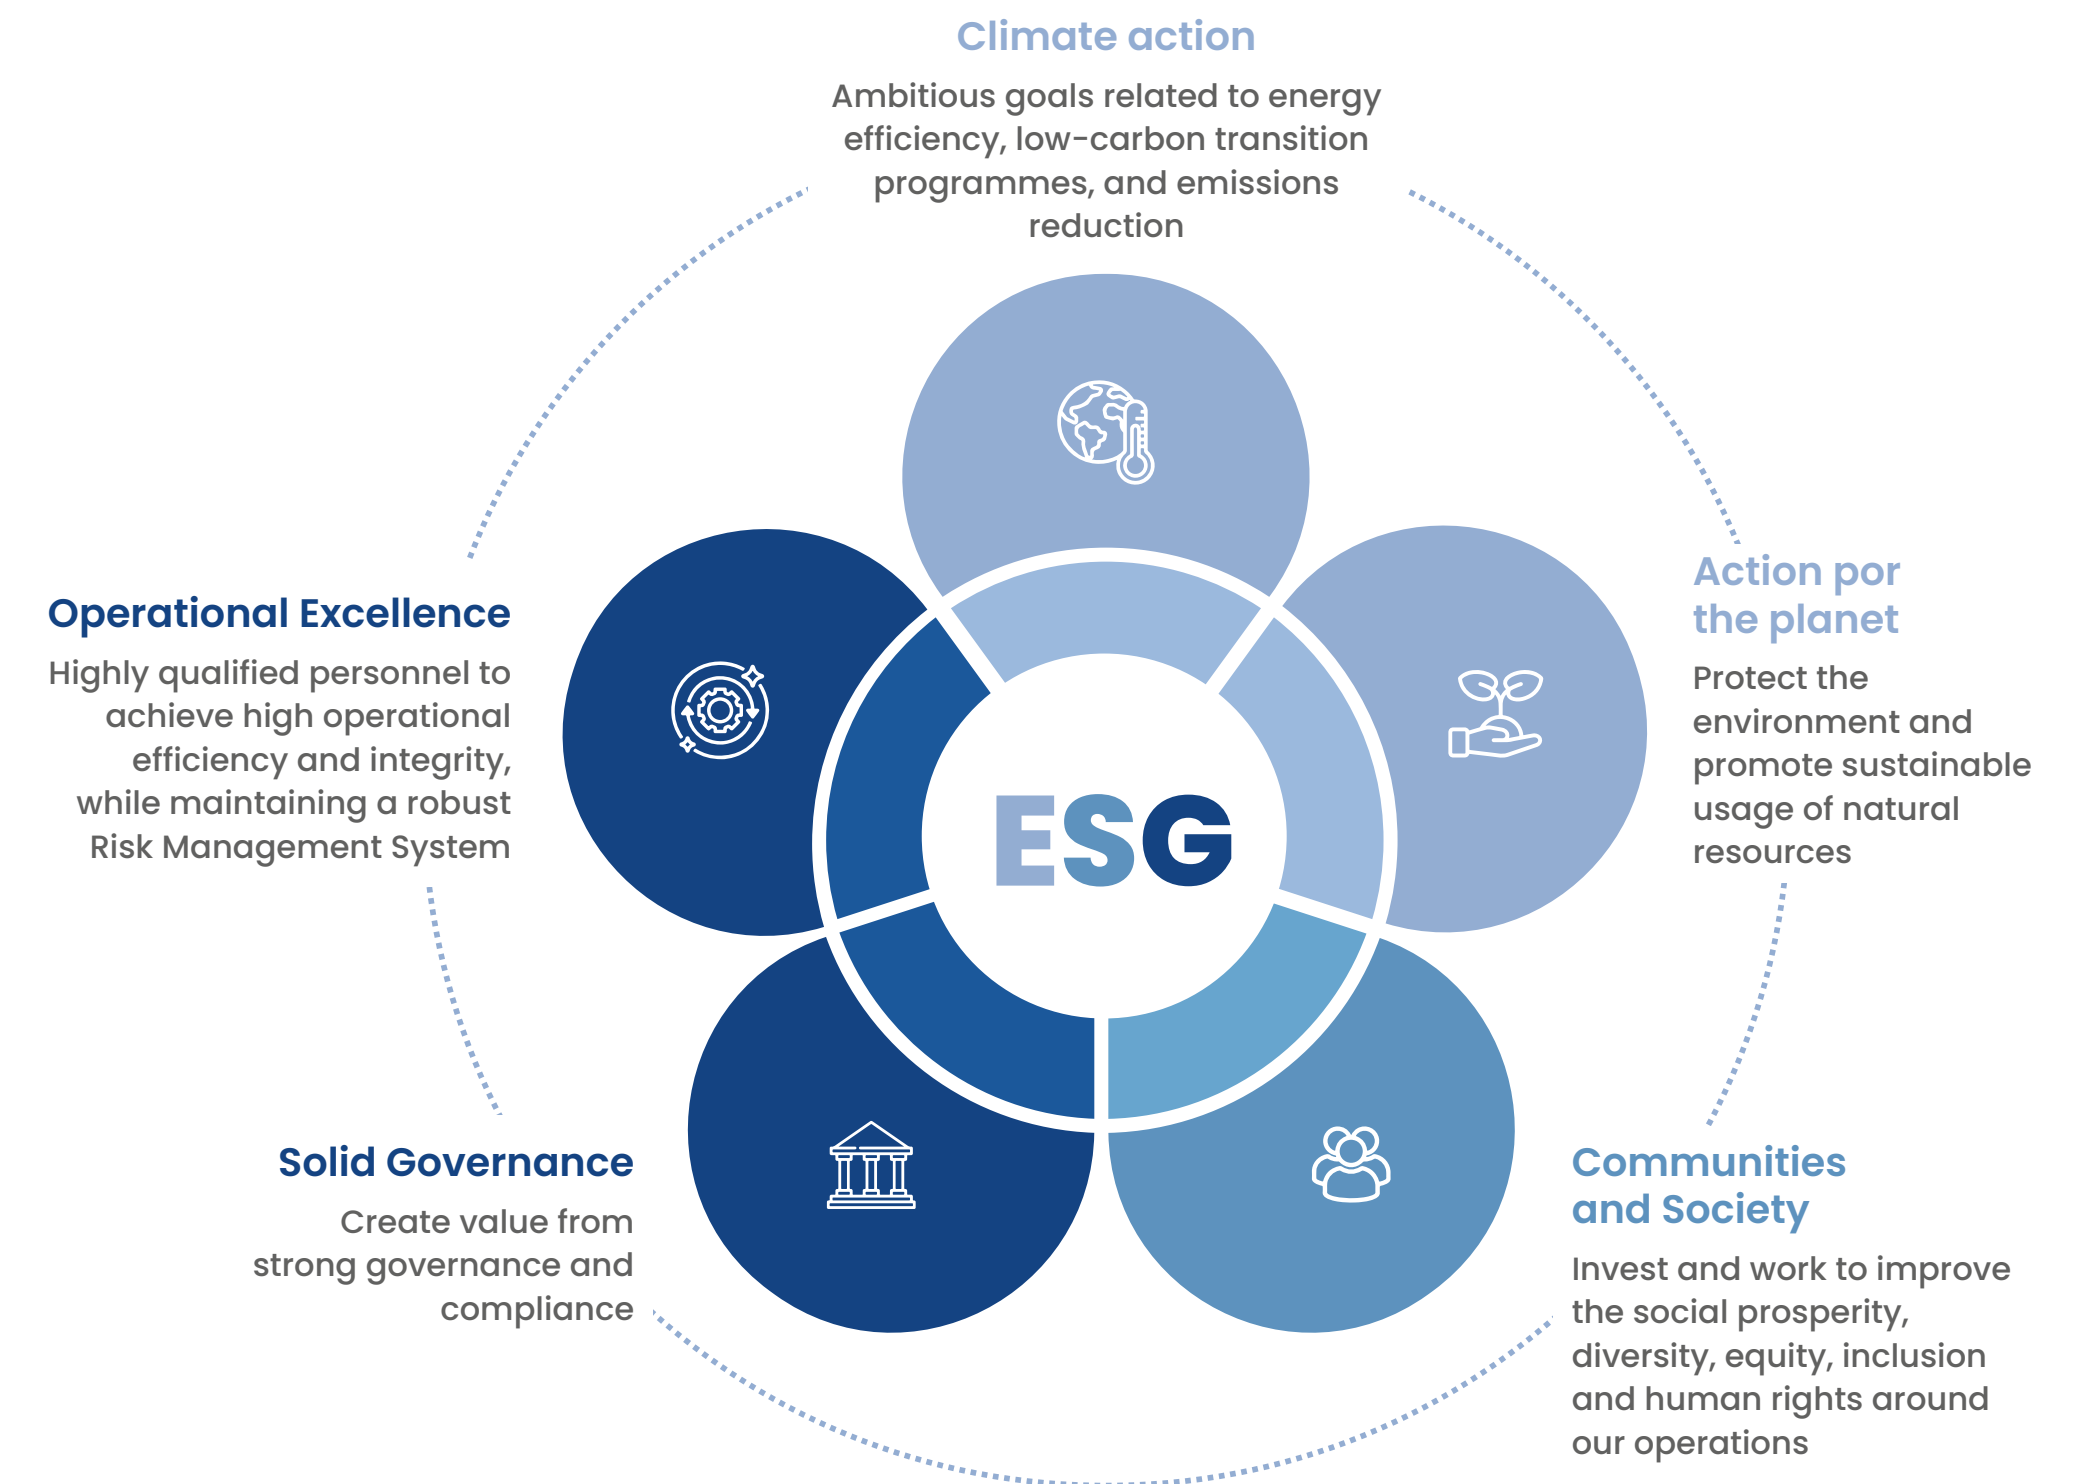 Climate action
Ambitious goals related to energy
efficiency, low-carbon transition
programmes, and emissions
reduction
Action por
the planet
Protect the
environment and
promote sustainable
usage of natural
resources
Operational Excellence
Highly qualified personnel to
achieve high operational
efficiency and integrity,
while maintaining a robust
Risk Management System
ESG
Solid Governance
Create value from
strong governance and
compliance
Communities
and Society
Invest and work to improve
the social prosperity,
diversity, equity, inclusion
and human rights around
our operations